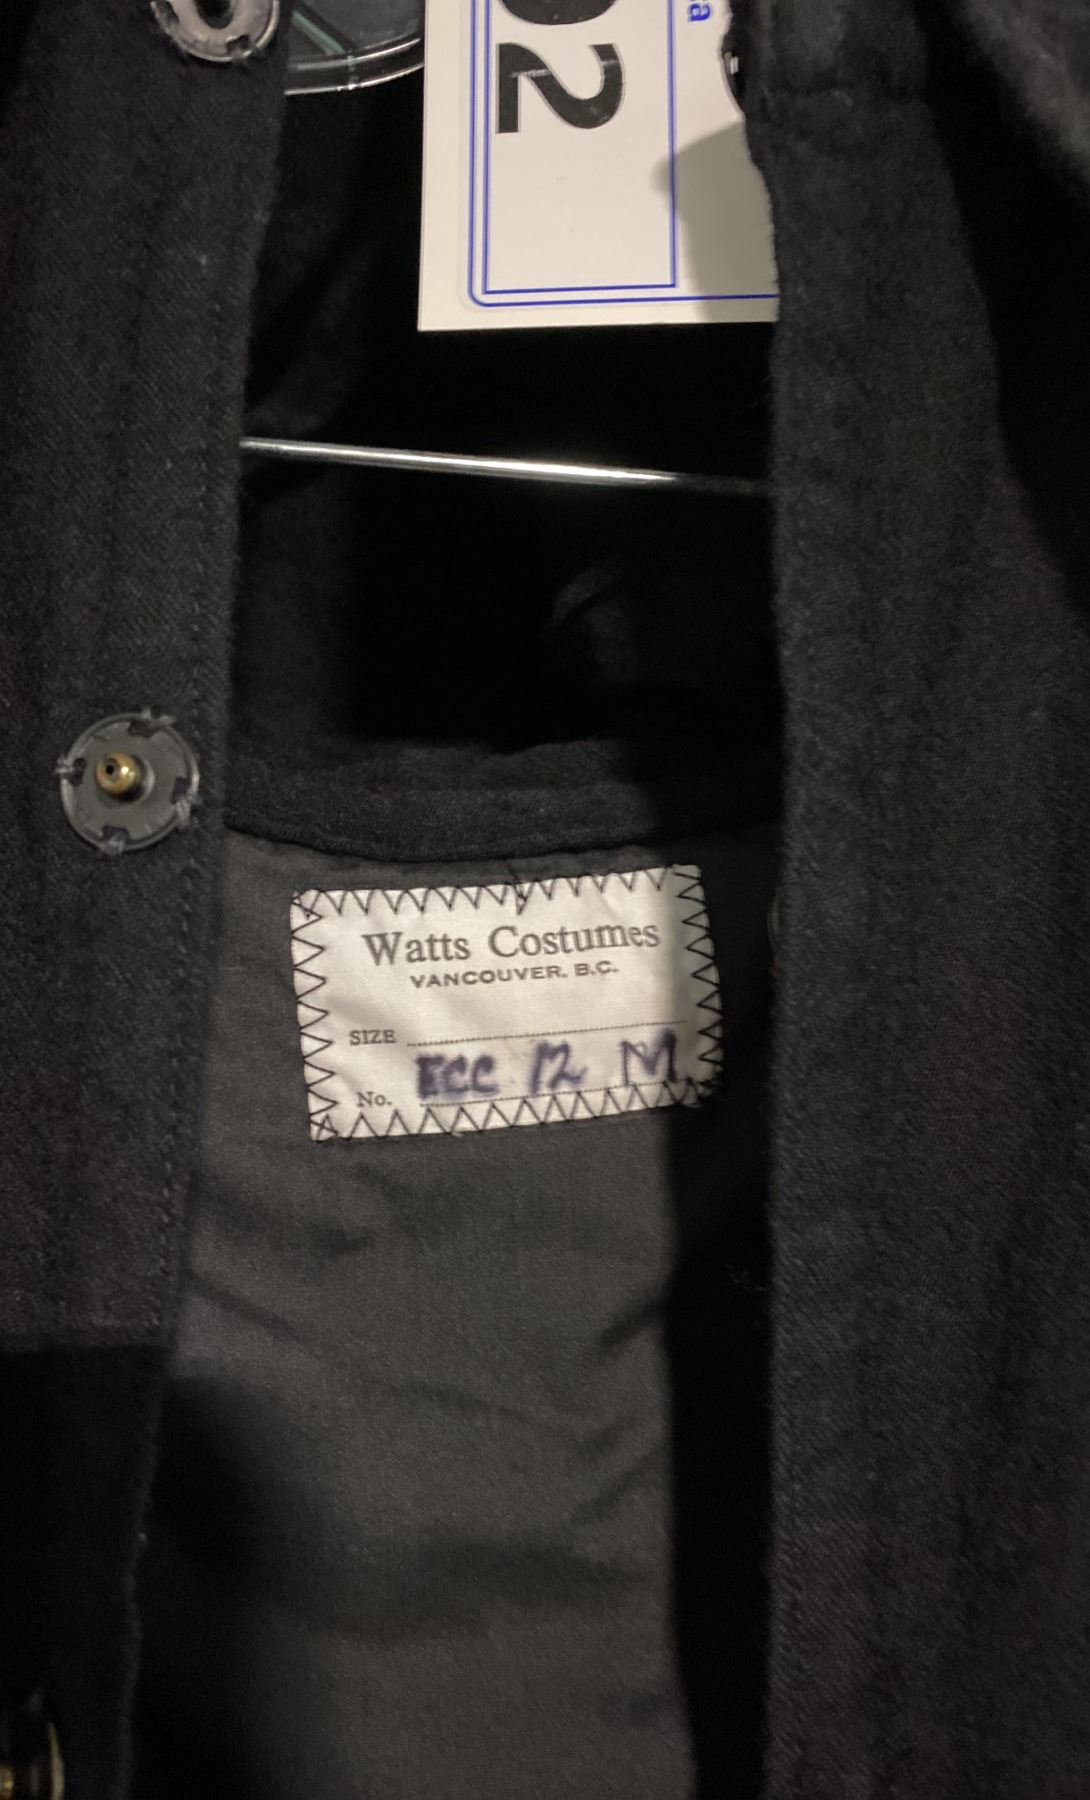 02
Watts Costumes
VANCOUVER, B.C.
SIZE
No. ECC 12 M